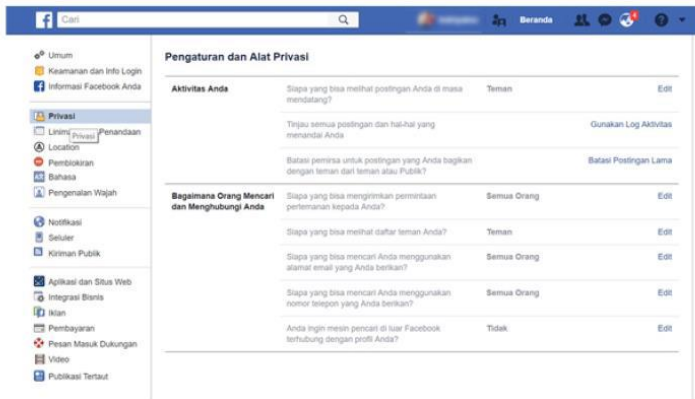 f
Cari
Beranda
Umum
Keamanan dan Info Login
Informasi Facebook Anda
Privasi
Penandaan
Privasi
Location
Pemblokiran
Bahasa
Pengenalan Wajah
Notifikasi
Seluler
Kiriman Publik
Aplikasi dan Situs Web
Integrasi Bisnis
Iklan
Pembayaran
Pesan Masuk Dukungan
Video
Publikasi Tertaut
Pengaturan dan Alat Privasi
Aktivitas Anda
Siapa yang bisa melihat postingan Anda di masa
mendatang?
Teman
Edit
Tinjau semua postingan dan hal-hal yang
menandai Anda
Gunakan Log Aktivitas
Batasi pemirsa untuk postingan yang Anda bagikan
dengan teman dari teman atau Publik?
Batasi Postingan Lama
Bagaimana Orang Mencari
dan Menghubungi Anda
Siapa yang bisa mengirimkan permintaan
pertemanan kepada Anda?
Semua Orang
Edit
Siapa yang bisa melihat daftar teman Anda?
Teman
Edit
Siapa yang bisa mencari Anda menggunakan
alamat email yang Anda berikan?
Semua Orang
Edit
Siapa yang bisa mencari Anda menggunakan
nomor telepon yang Anda berikan?
Semua Orang
Edit
Anda ingin mesin pencari di luar Facebook
terhubung dengan profil Anda?
Tidak
Edit